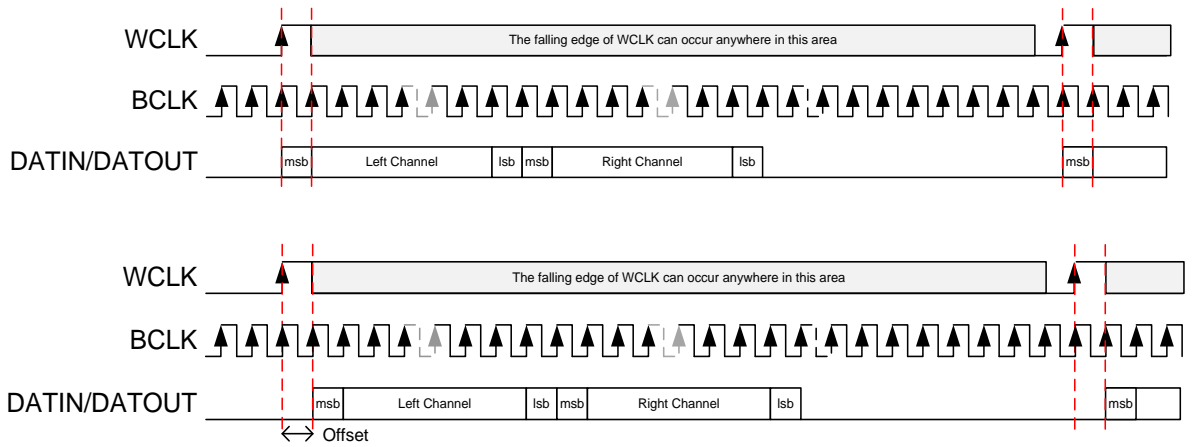 WCLK
The falling edge of WCLK can occur anywhere in this area
BCLK
DATIN/DATOUT
msb
Left Channel
lsb
msb
Right Channel
lsb
msb
WCLK
The falling edge of WCLK can occur anywhere in this area
BCLK
DATIN/DATOUT
msb
Left Channel
lsb
msb
Right Channel
lsb
msb
Offset